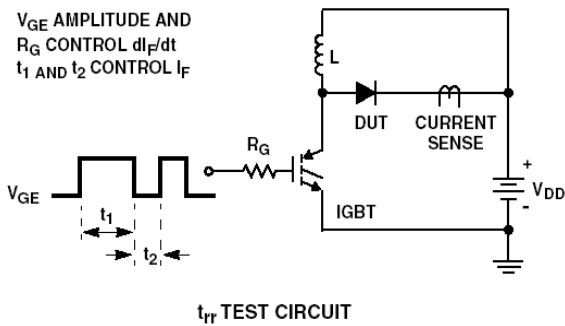 VGE AMPLITUDE AND
RG CONTROL dIF/dt
t1 AND t2 CONTROL IF
L
DUT
CURRENT
SENSE
RG
+
VDD
-
VGE
t1
t2
IGBT
trr TEST CIRCUIT